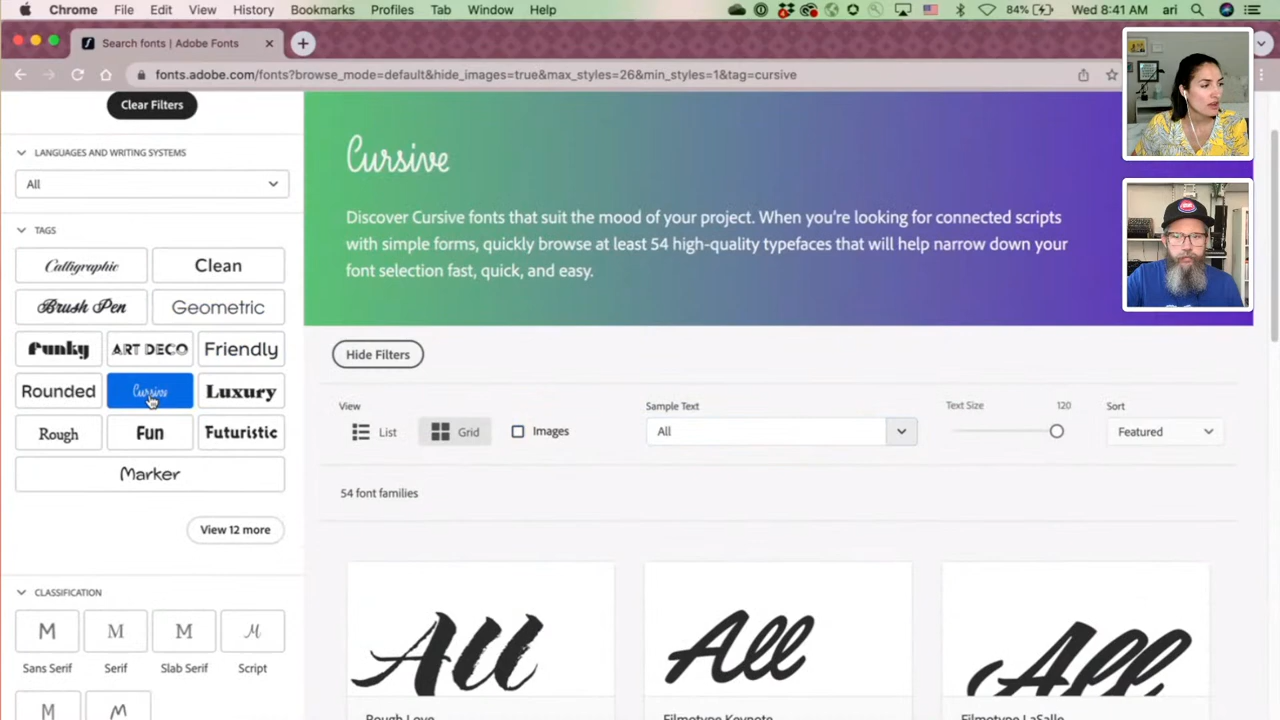 Chrome File Edit View History Bookmarks Profiles Tab Window Help 84% Wed 8:41 AM ari
Search fonts | Adobe Fonts
fonts.adobe.com/fonts?browse_mode=default&hide_images=true&max_styles=26&min_styles=1&tag=cursive
Clear Filters
LANGUAGES AND WRITING SYSTEMS
All
TAGS
Calligraphic Clean
Brush Pen Geometric
Funky ART DECO Friendly
Rounded Cursive Luxury
Rough Fun Futuristic
Marker
View 12 more
CLASSIFICATION
M M M M
Sans Serif Serif Slab Serif Script
M M
Cursive
Discover Cursive fonts that suit the mood of your project. When you're looking for connected scripts
with simple forms, quickly browse at least 54 high-quality typefaces that will help narrow down your
font selection fast, quick, and easy.
Hide Filters
View Sample Text Text Size 120 Sort
List Grid Images All Featured
54 font families
All All All
Rough Love Filmotype Keynote Filmotype LaSalle